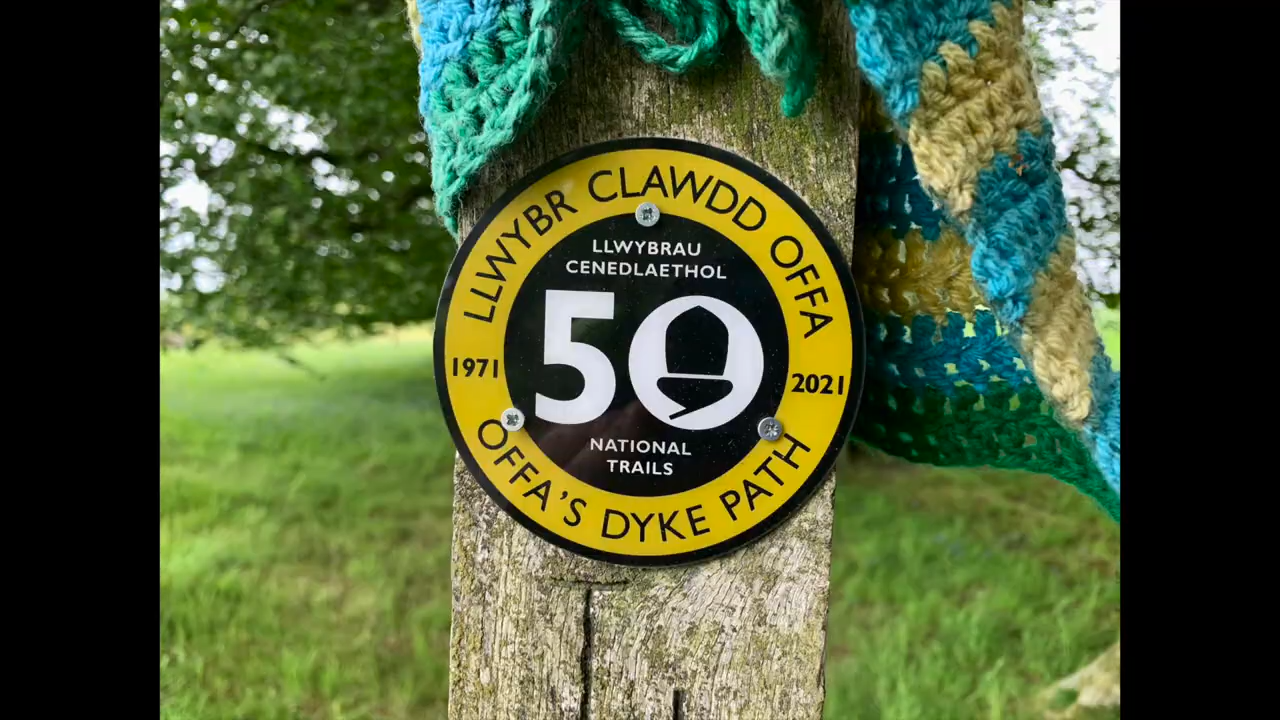 LLWYBR CLAWDD OFFA
LLWYBRAU
CENEDLAETHOL
1971
50
2021
NATIONAL
TRAILS
OFFA'S DYKE PATH